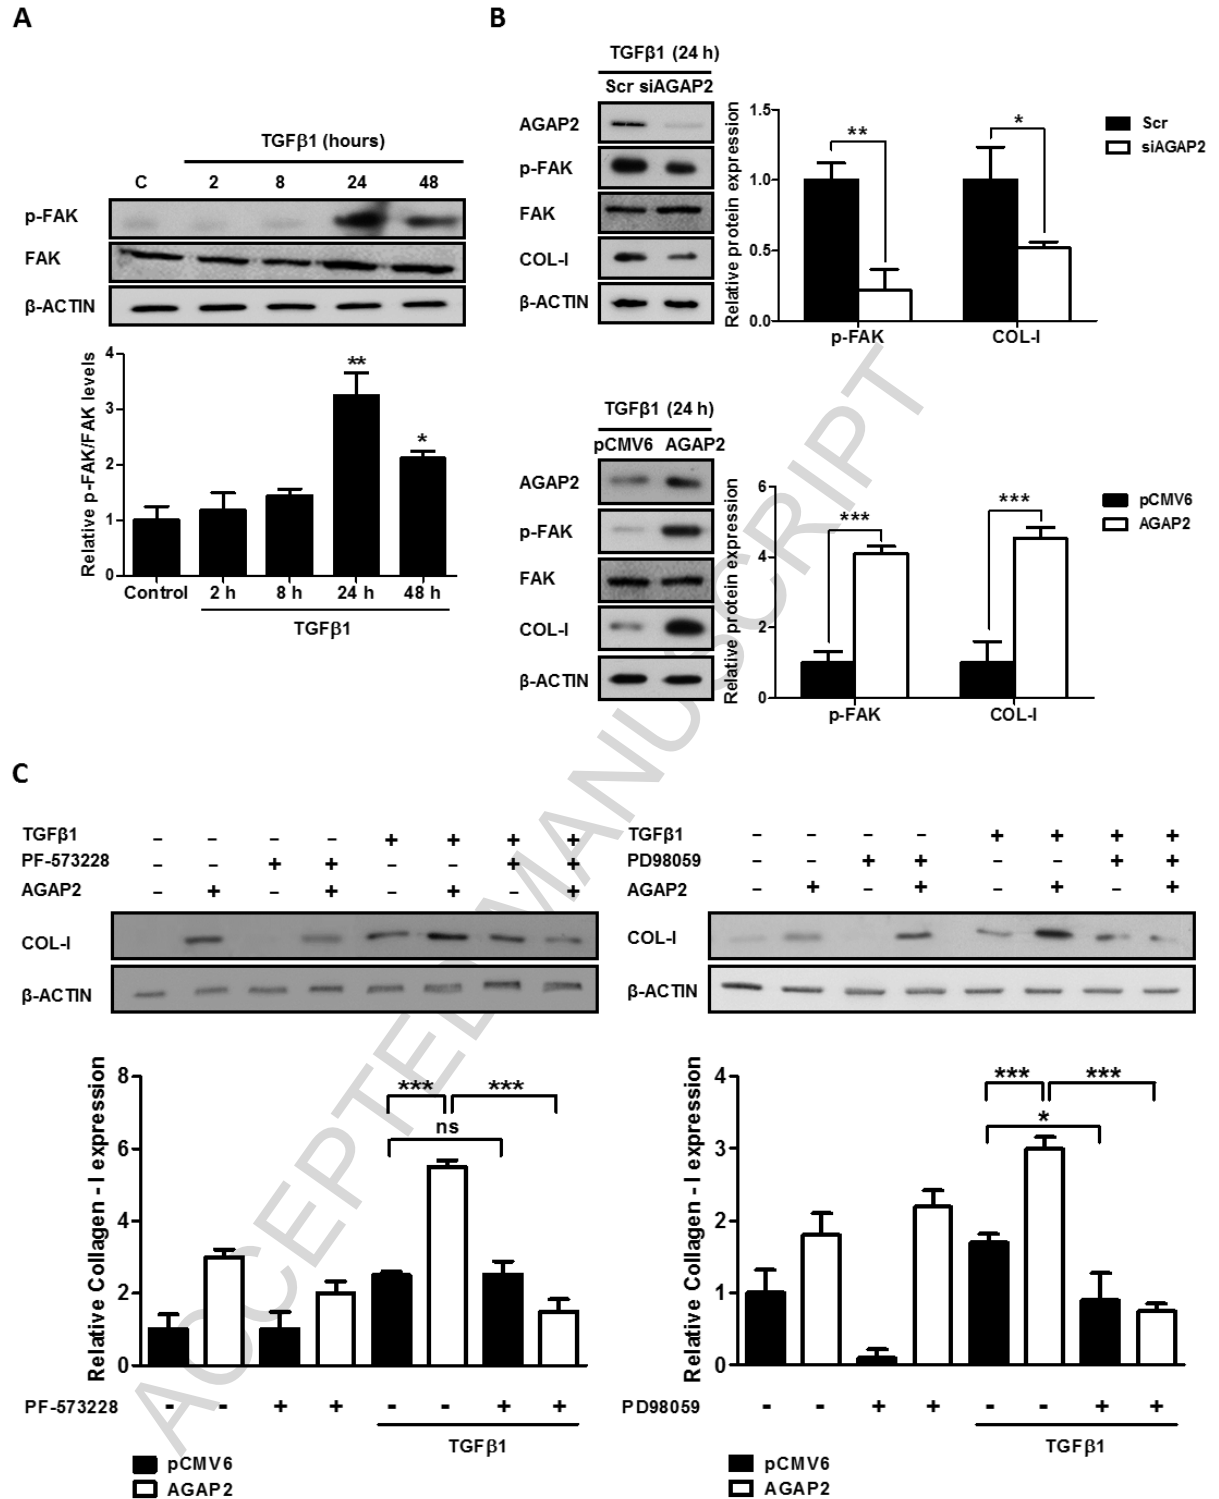 A
TGFβ1 (hours)
C 2 8 24 48
p-FAK
FAK
β-ACTIN
Relative p-FAK/FAK levels
4
3
2
1
0
**
*
Control 2 h 8 h 24 h 48 h
TGFβ1
B
TGFβ1 (24 h)
Scr siAGAP2
AGAP2
p-FAK
FAK
COL-I
β-ACTIN
Relative protein expression
1.5
1.0
0.5
0.0
**
*
p-FAK COL-I
Scr
siAGAP2
TGFβ1 (24 h)
pCMV6 AGAP2
AGAP2
p-FAK
FAK
COL-I
β-ACTIN
Relative protein expression
6
4
2
0
***
***
p-FAK COL-I
pCMV6
AGAP2
C
TGFβ1 – – – – + + + +
PF-573228 – – + + – – + +
AGAP2 – + – + – + – +
COL-I
β-ACTIN
Relative Collagen - I expression
8
6
4
2
0
*** ***
ns
PF-573228 - - + + - - + +
TGFβ1
pCMV6
AGAP2
TGFβ1 – – – – + + + +
PD98059 – – + + – – + +
AGAP2 – + – + – + – +
COL-I
β-ACTIN
Relative Collagen - I expression
4
3
2
1
0
*** ***
*
PD98059 - - + + - - + +
TGFβ1
pCMV6
AGAP2
ACCEPTED MANUSCRIPT